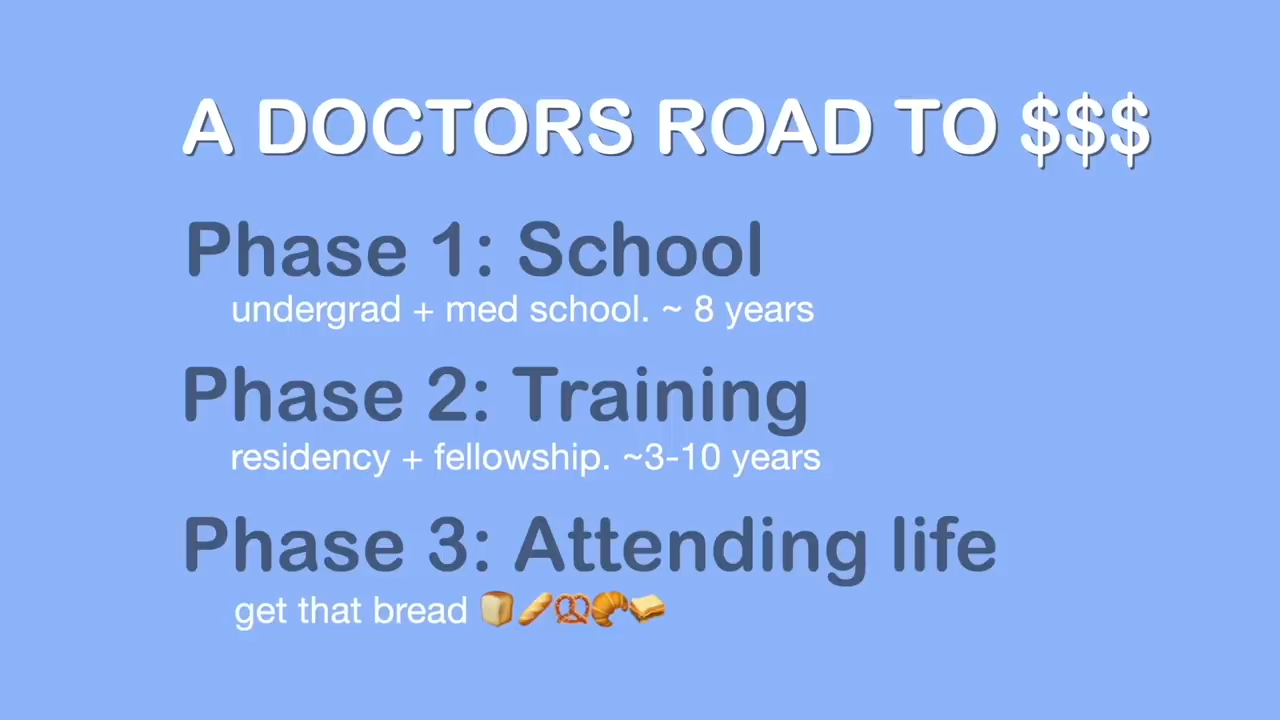 A DOCTORS ROAD TO $$$
Phase 1: School
undergrad + med school. ~ 8 years
Phase 2: Training
residency + fellowship. ~3-10 years
Phase 3: Attending life
get that bread 🍞🥖🥨🥐🥪